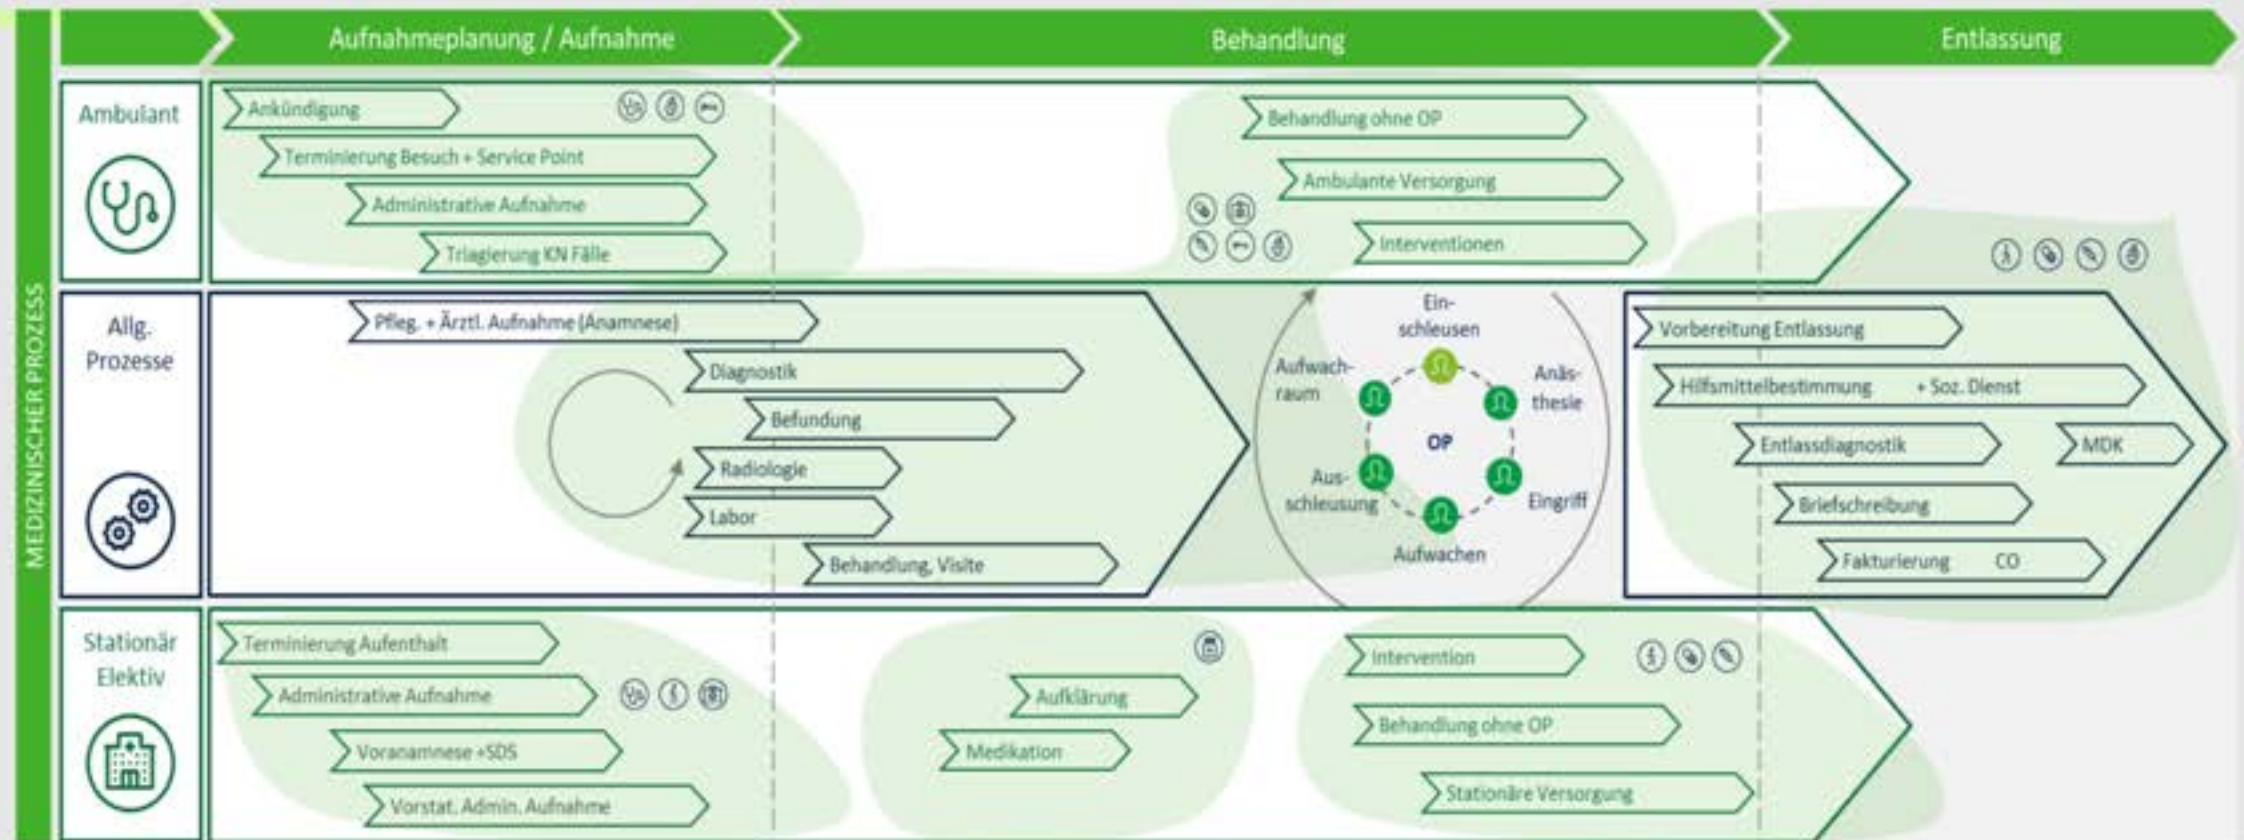 MEDIZINISCHER PROZESS
Aufnahmeplanung / Aufnahme
Behandlung
Entlassung
Ambulant
Ankündigung
Terminierung Besuch + Service Point
Administrative Aufnahme
Triagierung KN Fälle
Behandlung ohne OP
Ambulante Versorgung
Interventionen
Allg.
Prozesse
Pfleg. + Ärztl. Aufnahme (Anamnese)
Diagnostik
Befundung
Radiologie
Labor
Behandlung, Visite
Ein-
schleusen
Anäs-
thesie
Eingriff
Aufwachen
Aus-
schleusung
Aufwach-
raum
OP
Vorbereitung Entlassung
Hilfsmittelbestimmung + Soz. Dienst
Entlassdiagnostik
MDK
Briefschreibung
Fakturierung CO
Stationär
Elektiv
Terminierung Aufenthalt
Administrative Aufnahme
Voranamnese +SDS
Vorstat. Admin. Aufnahme
Aufklärung
Medikation
Intervention
Behandlung ohne OP
Stationäre Versorgung